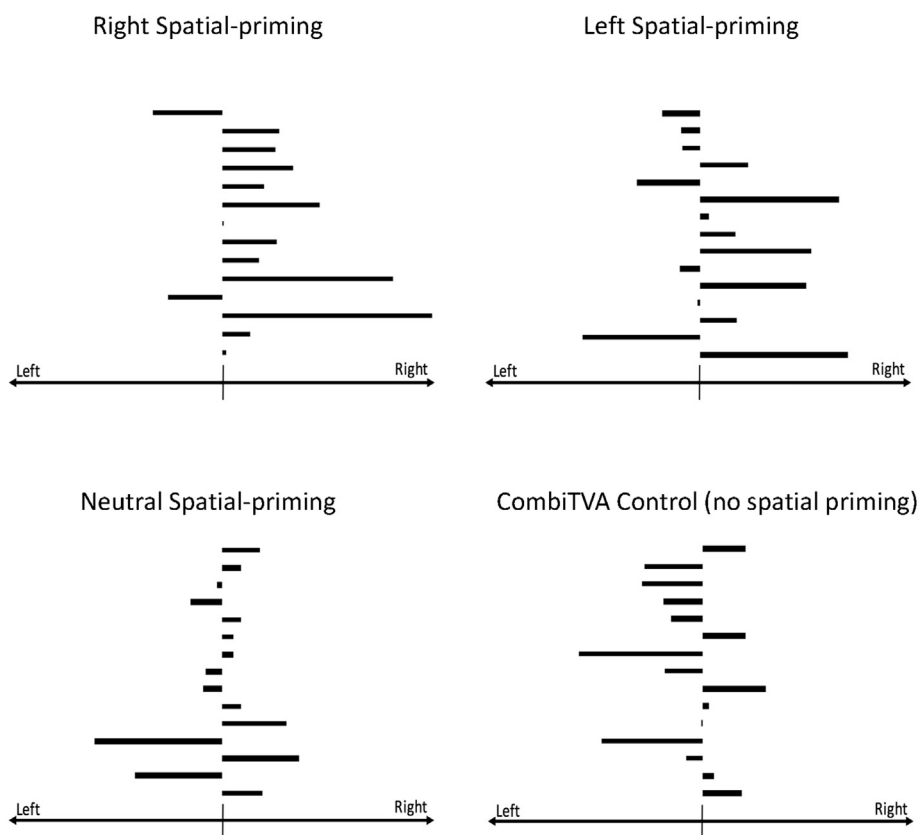 Right Spatial-priming
Left Spatial-priming
Left
Right
Left
Right
Neutral Spatial-priming
CombiTVA Control (no spatial priming)
Left
Right
Left
Right